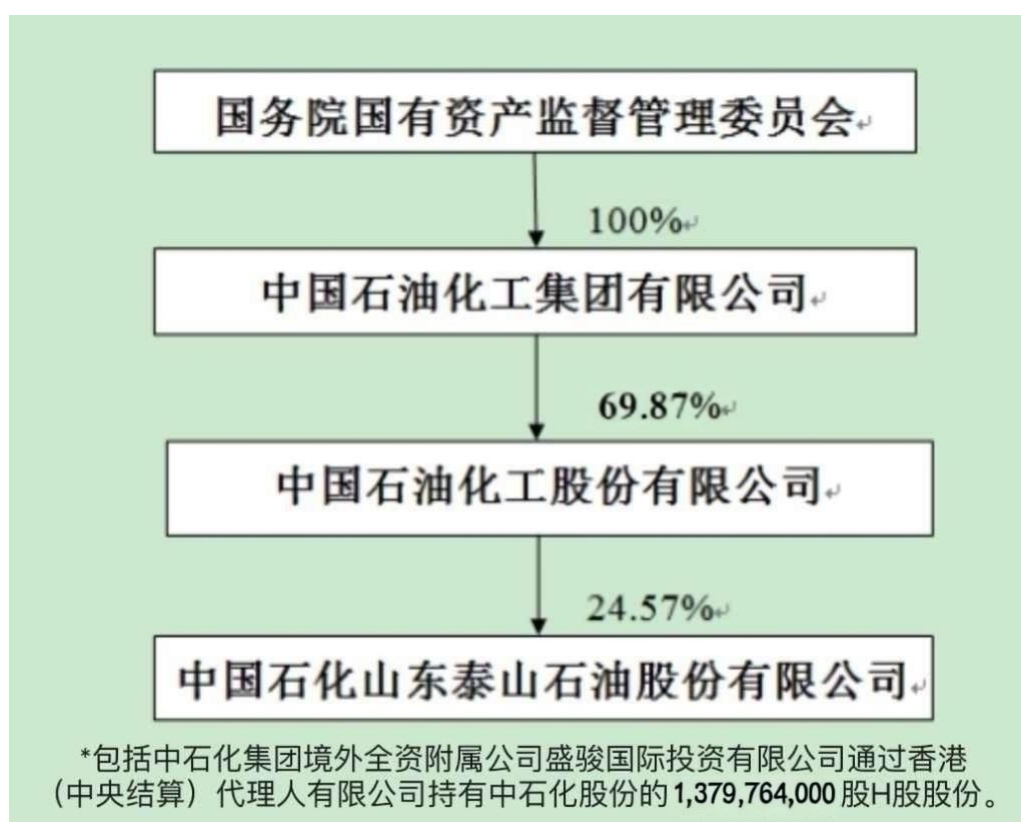 国务院国有资产监督管理委员会
100%
中国石油化工集团有限公司
69.87%
中国石油化工股份有限公司
24.57%
中国石化山东泰山石油股份有限公司
*包括中石化集团境外全资附属公司盛骏国际投资有限公司通过香港
（中央结算）代理人有限公司持有中石化股份的1,379,764,000股H股股份。